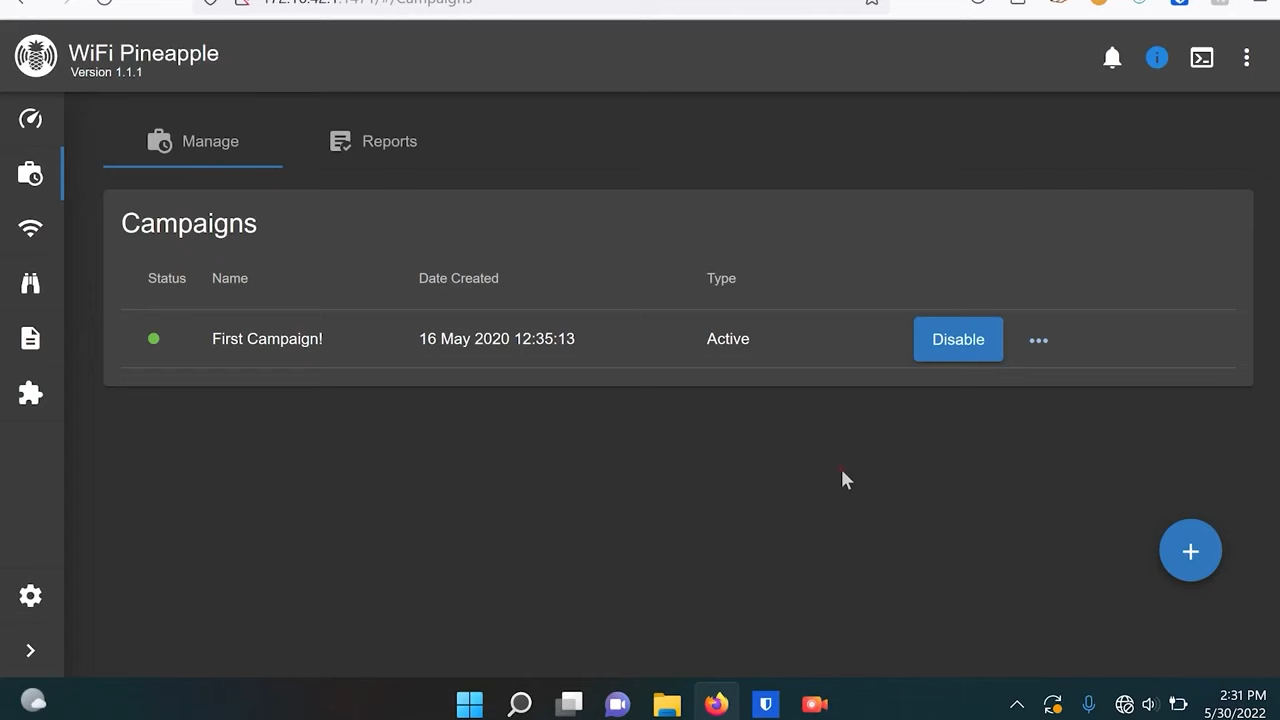 WiFi Pineapple
Version 1.1.1
Manage
Reports
Campaigns
Status Name Date Created Type
First Campaign! 16 May 2020 12:35:13 Active Disable
2:31 PM
5/30/2022